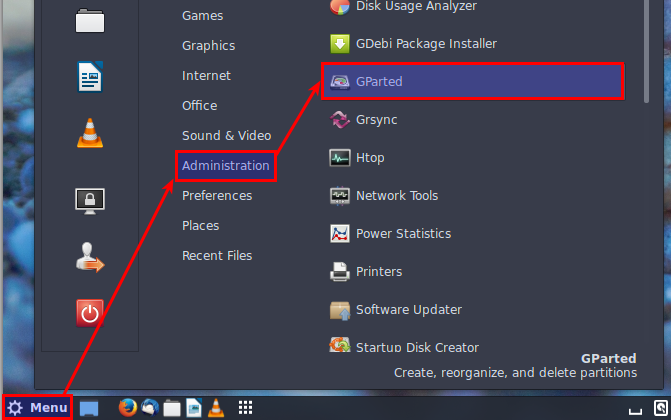 Games
Graphics
Internet
Office
Sound & Video
Administration
Preferences
Places
Recent Files
Disk Usage Analyzer
GDebi Package Installer
GParted
Grsync
Htop
Network Tools
Power Statistics
Printers
Software Updater
Startup Disk Creator
GParted
Create, reorganize, and delete partitions
Menu